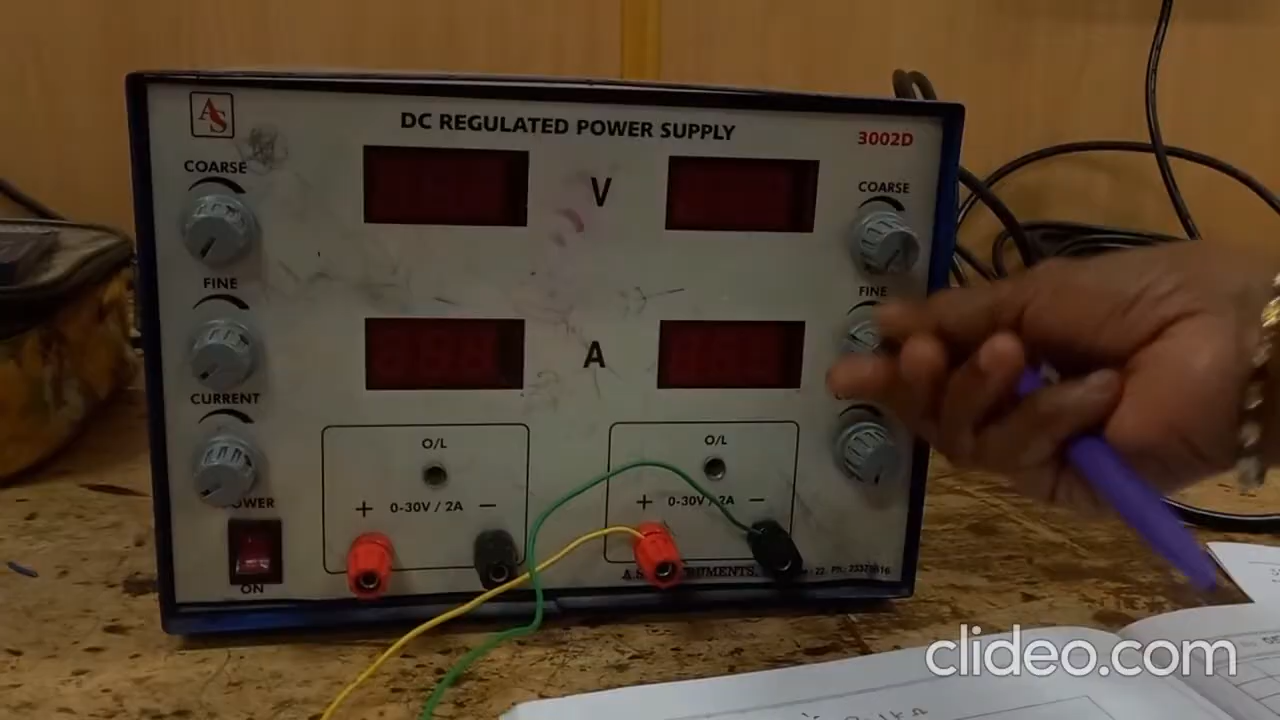 AS
DC REGULATED POWER SUPPLY
3002D
COARSE
V
COARSE
FINE
FINE
A
CURRENT
O/L
O/L
+ 0-30V / 2A −
+ 0-30V / 2A −
POWER
ON
clideo.com